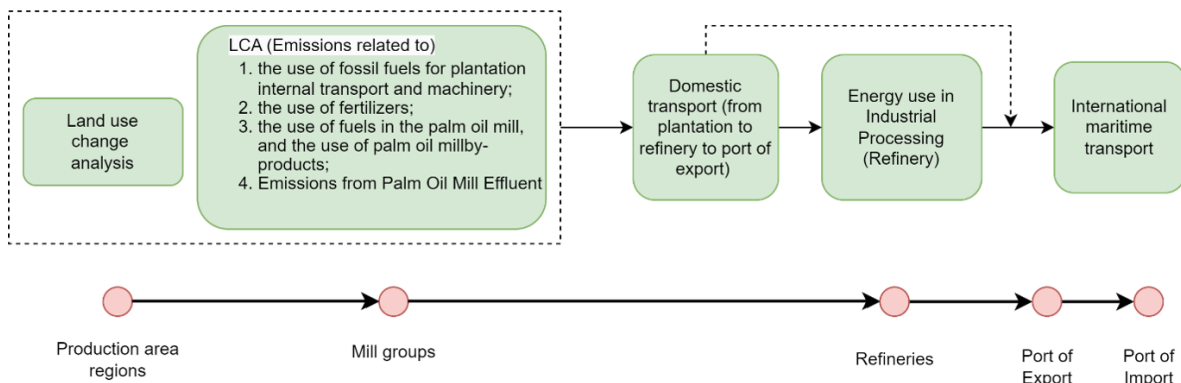 LCA (Emissions related to)
1. the use of fossil fuels for plantation
internal transport and machinery;
2. the use of fertilizers;
3. the use of fuels in the palm oil mill,
and the use of palm oil millby-
products;
4. Emissions from Palm Oil Mill Effluent
Land use
change
analysis
Domestic
transport (from
plantation to
refinery to port of
export)
Energy use in
Industrial
Processing
(Refinery)
International
maritime
transport
Production area
regions
Mill groups
Refineries
Port of
Export
Port of
Import